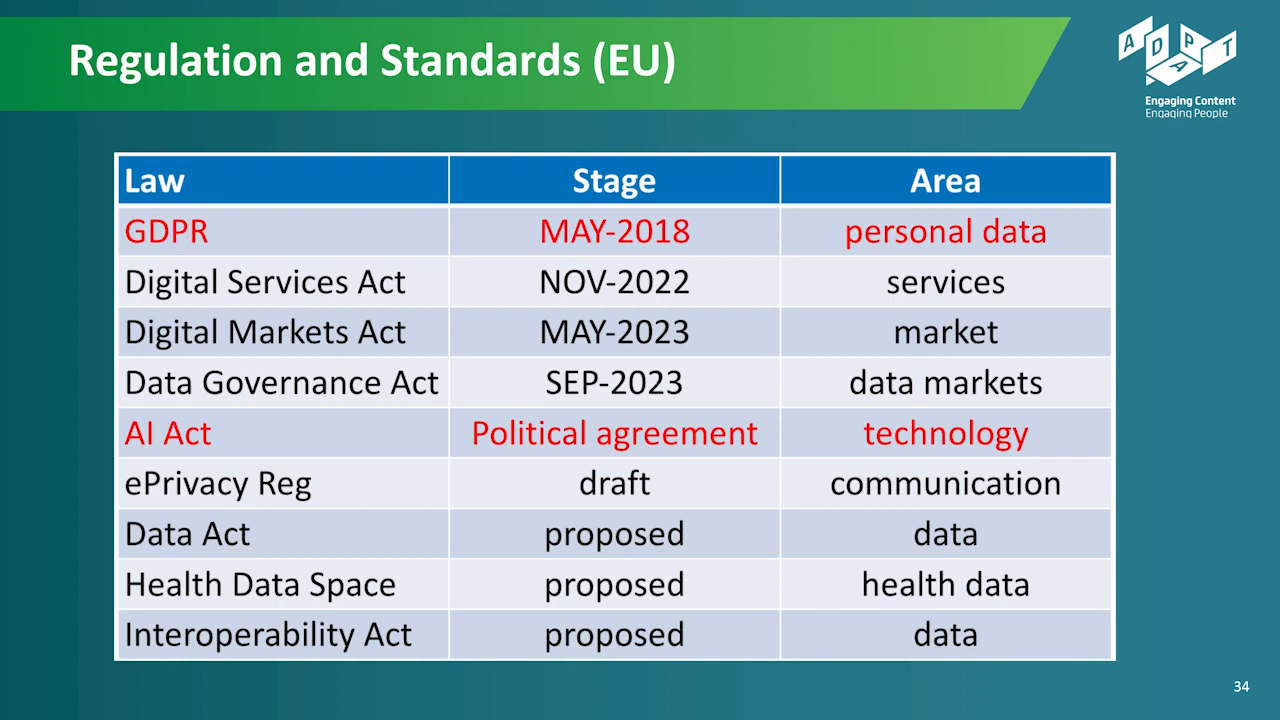 Regulation and Standards (EU)
ADAPT
Engaging Content
Engaging People
Law Stage Area
GDPR MAY-2018 personal data
Digital Services Act NOV-2022 services
Digital Markets Act MAY-2023 market
Data Governance Act SEP-2023 data markets
AI Act Political agreement technology
ePrivacy Reg draft communication
Data Act proposed data
Health Data Space proposed health data
Interoperability Act proposed data
34